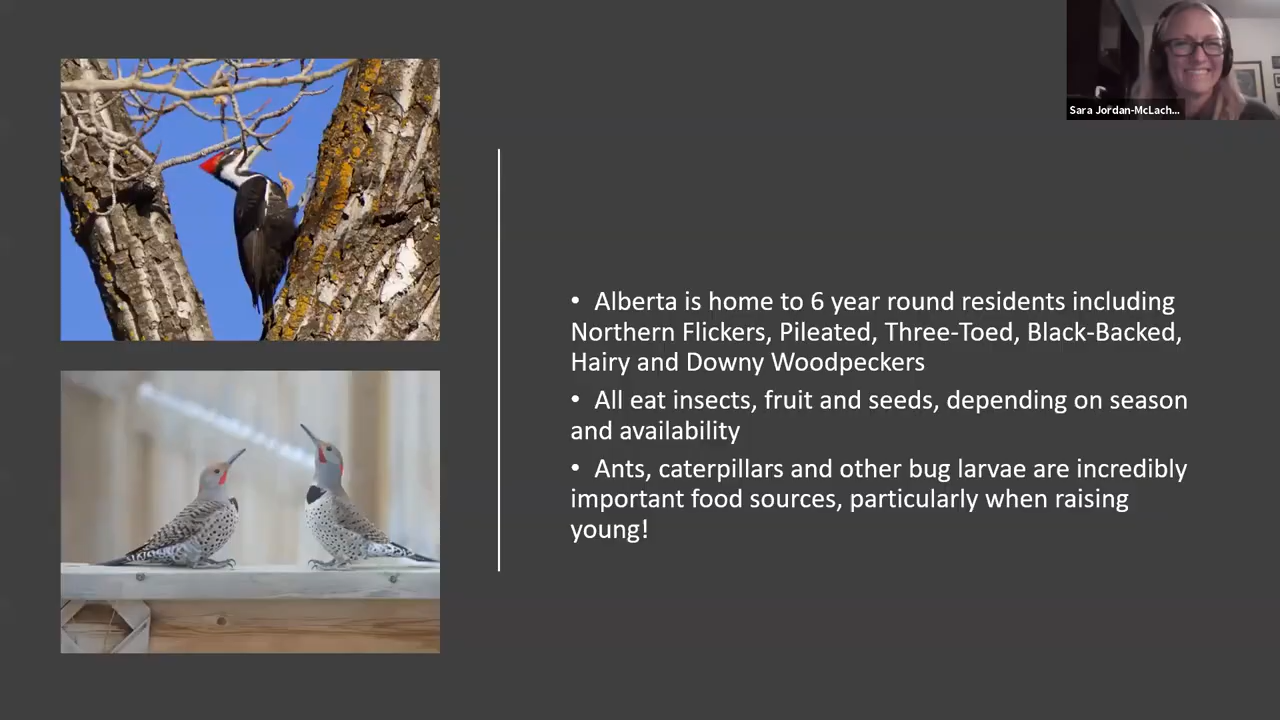 Sara Jordan-McLach...
• Alberta is home to 6 year round residents including
Northern Flickers, Pileated, Three-Toed, Black-Backed,
Hairy and Downy Woodpeckers
• All eat insects, fruit and seeds, depending on season
and availability
• Ants, caterpillars and other bug larvae are incredibly
important food sources, particularly when raising
young!